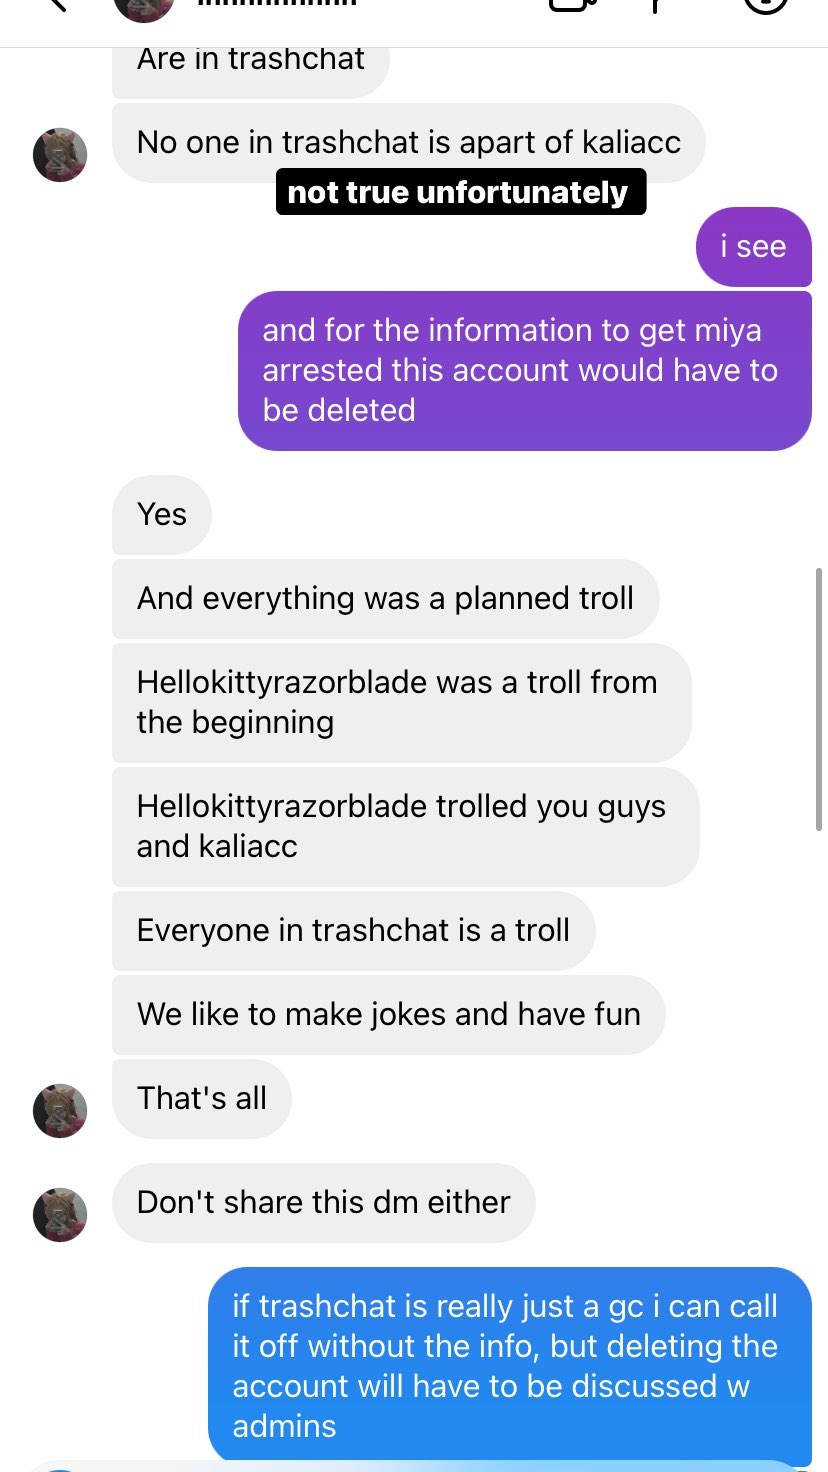 Are in trashchat
No one in trashchat is apart of kaliacc
not true unfortunately
i see
and for the information to get miya
arrested this account would have to
be deleted
Yes
And everything was a planned troll
Hellokittyrazorblade was a troll from
the beginning
Hellokittyrazorblade trolled you guys
and kaliacc
Everyone in trashchat is a troll
We like to make jokes and have fun
That's all
Don't share this dm either
if trashchat is really just a gc i can call
it off without the info, but deleting the
account will have to be discussed w
admins